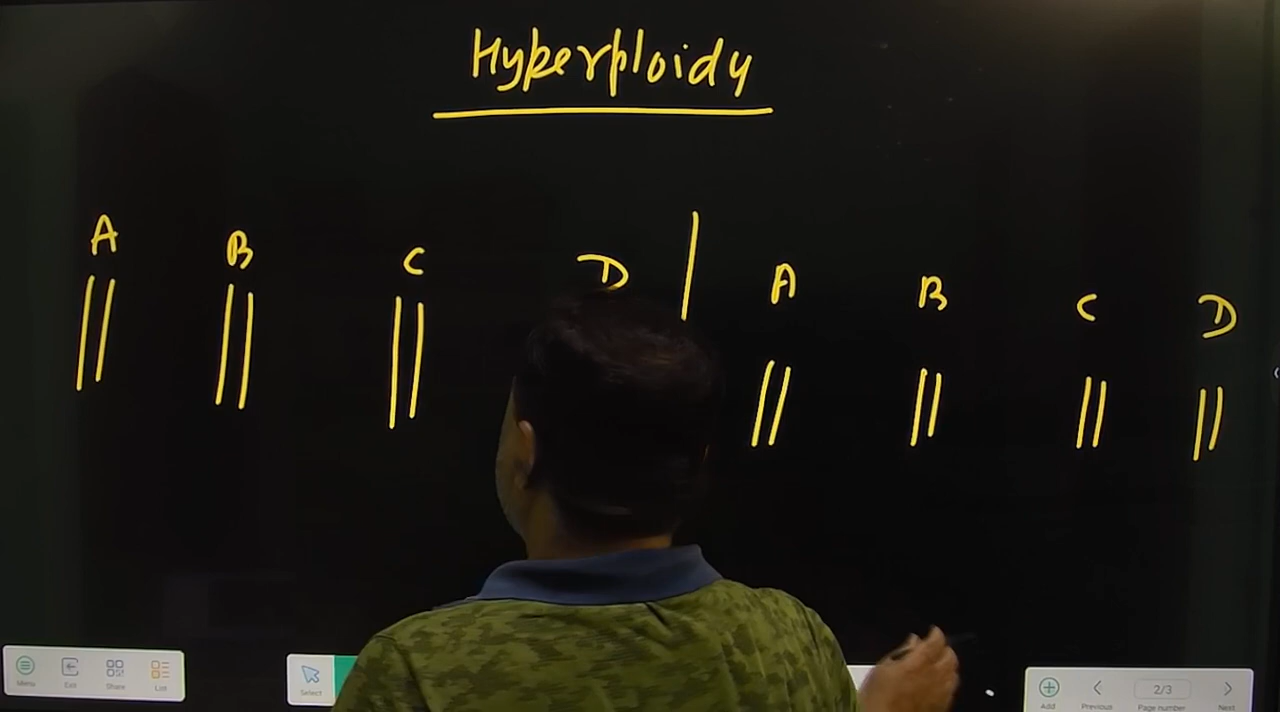 Hyperploidy
A B C D | A B C D
Menu Exit Share List
Select
Add Previous 2/3 Page number Next